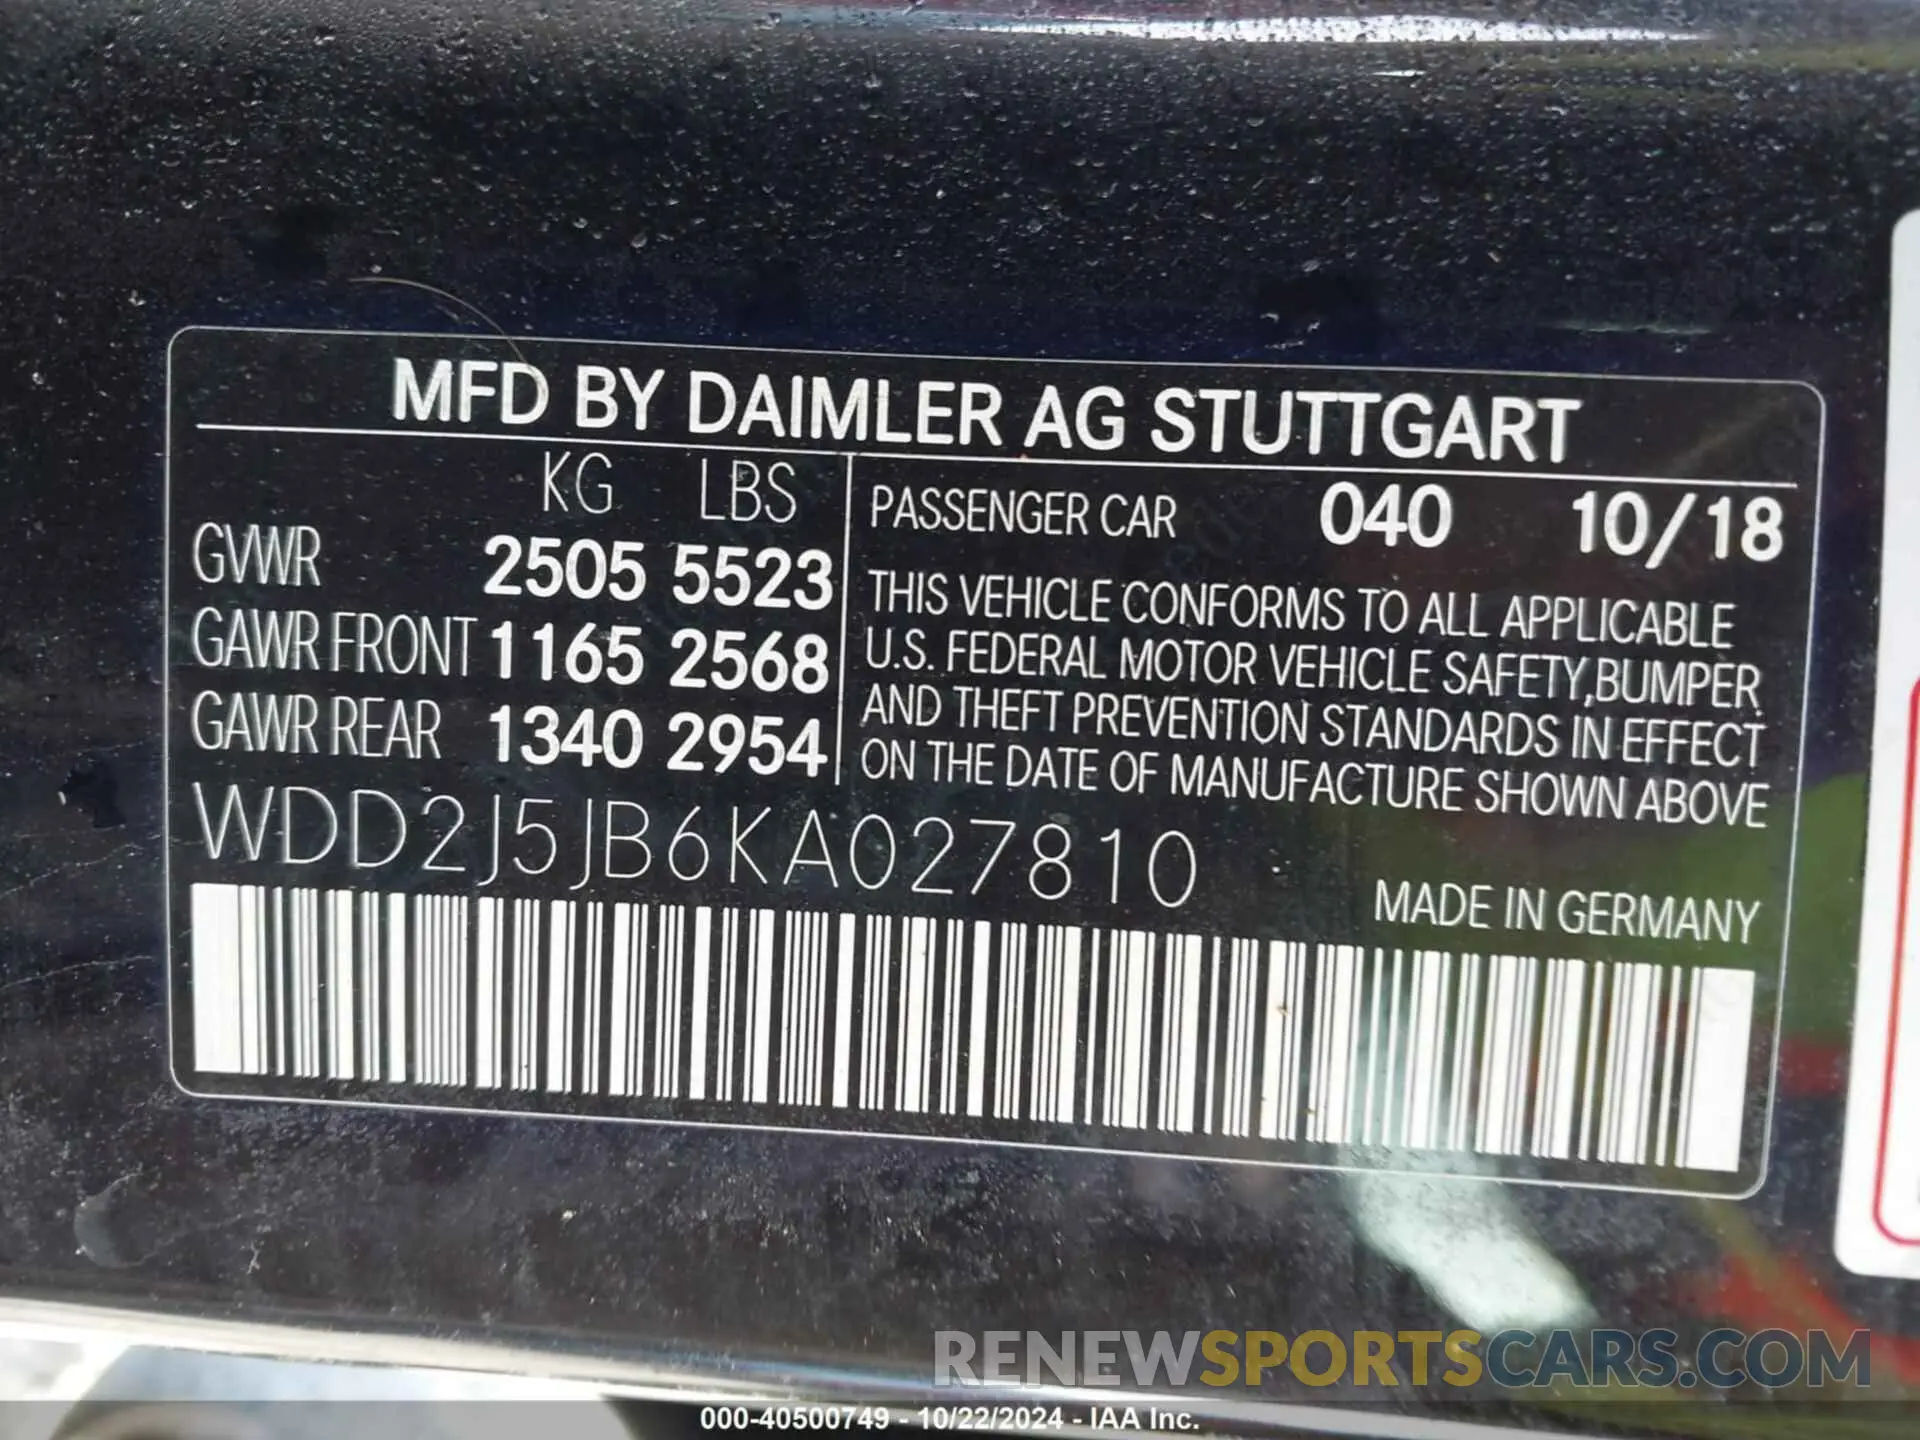 MFD BY DAIMLER AG STUTTGART
KG LBS
GVWR 2505 5523
GAWR FRONT 1165 2568
GAWR REAR 1340 2954
PASSENGER CAR 040 10/18
THIS VEHICLE CONFORMS TO ALL APPLICABLE
U.S. FEDERAL MOTOR VEHICLE SAFETY,BUMPER
AND THEFT PREVENTION STANDARDS IN EFFECT
ON THE DATE OF MANUFACTURE SHOWN ABOVE
WDD2J5JB6KA027810
MADE IN GERMANY
RENEWSPORTSCARS.COM
000-40500749 - 10/22/2024 - IAA Inc.